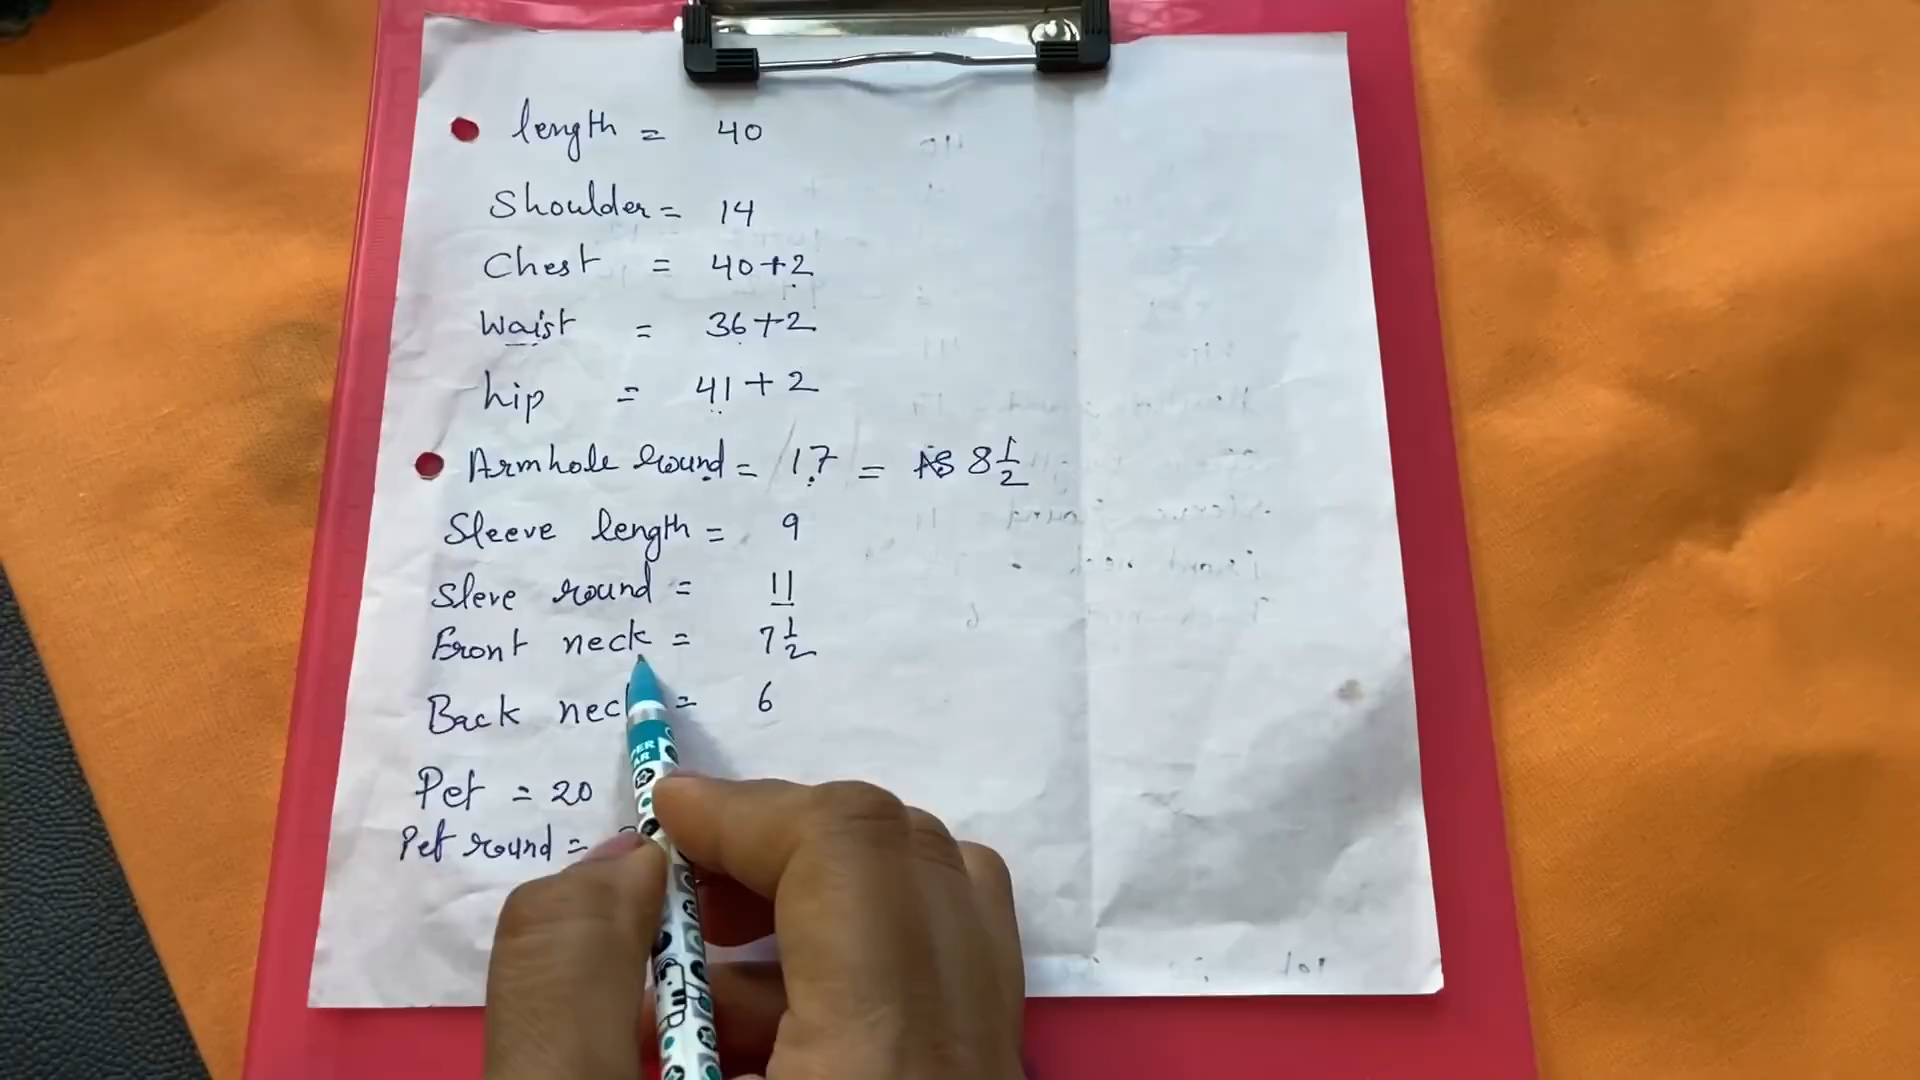 length = 40
Shoulder = 14
Chest = 40+2
Waist = 36+2
hip = 41+2
Armhole round = 17 = 8 1/2
Sleeve length = 9
Sleve round = 11
Front neck = 7 1/2
Back nec = 6
Pet = 20
Pet round =